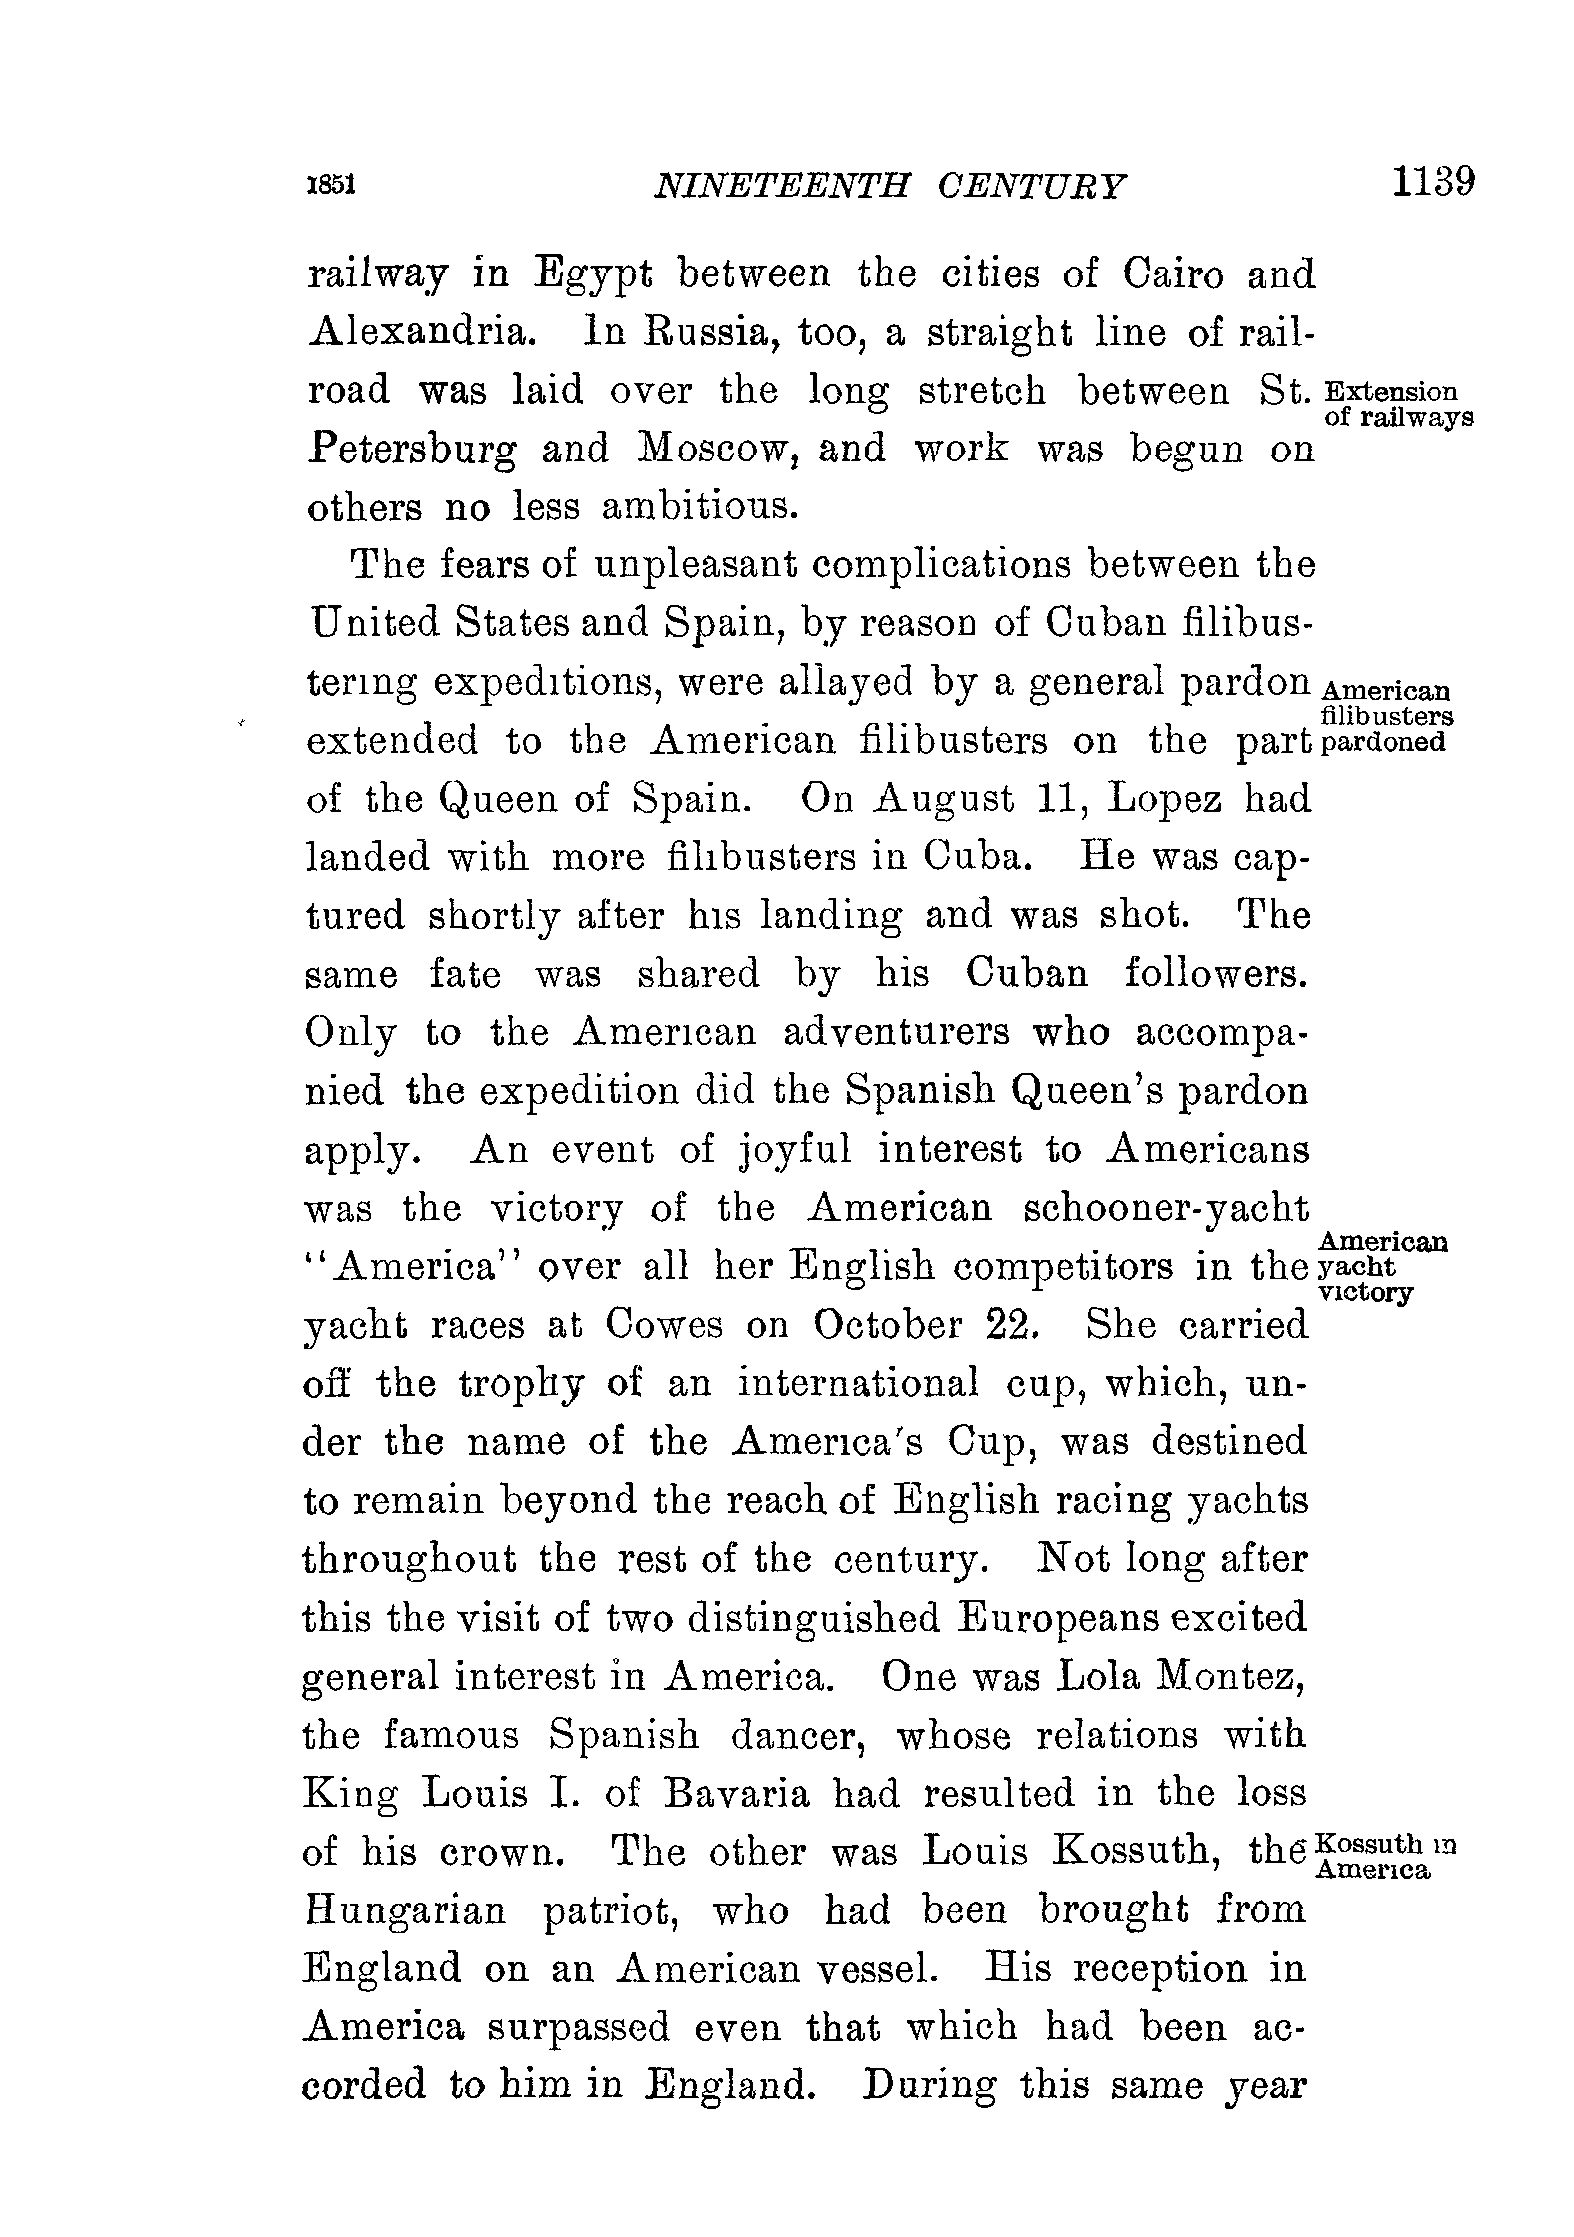 1851 NINETEENTH CENTURY 1139
railway in Egypt between the cities of Cairo and
Alexandria. In Russia, too, a straight line of rail-
road was laid over the long stretch between St.
Extension
of railways
Petersburg and Moscow, and work was begun on
others no less ambitious.
The fears of unpleasant complications between the
United States and Spain, by reason of Cuban filibus-
tering expeditions, were allayed by a general pardon
American
filibusters
pardoned
extended to the American filibusters on the part
of the Queen of Spain. On August 11, Lopez had
landed with more filibusters in Cuba. He was cap-
tured shortly after his landing and was shot. The
same fate was shared by his Cuban followers.
Only to the American adventurers who accompa-
nied the expedition did the Spanish Queen's pardon
apply. An event of joyful interest to Americans
was the victory of the American schooner-yacht
"America" over all her English competitors in the
American
yacht
victory
yacht races at Cowes on October 22. She carried
off the trophy of an international cup, which, un-
der the name of the America's Cup, was destined
to remain beyond the reach of English racing yachts
throughout the rest of the century. Not long after
this the visit of two distinguished Europeans excited
general interest in America. One was Lola Montez,
the famous Spanish dancer, whose relations with
King Louis I. of Bavaria had resulted in the loss
of his crown. The other was Louis Kossuth, the
Kossuth in
America
Hungarian patriot, who had been brought from
England on an American vessel. His reception in
America surpassed even that which had been ac-
corded to him in England. During this same year